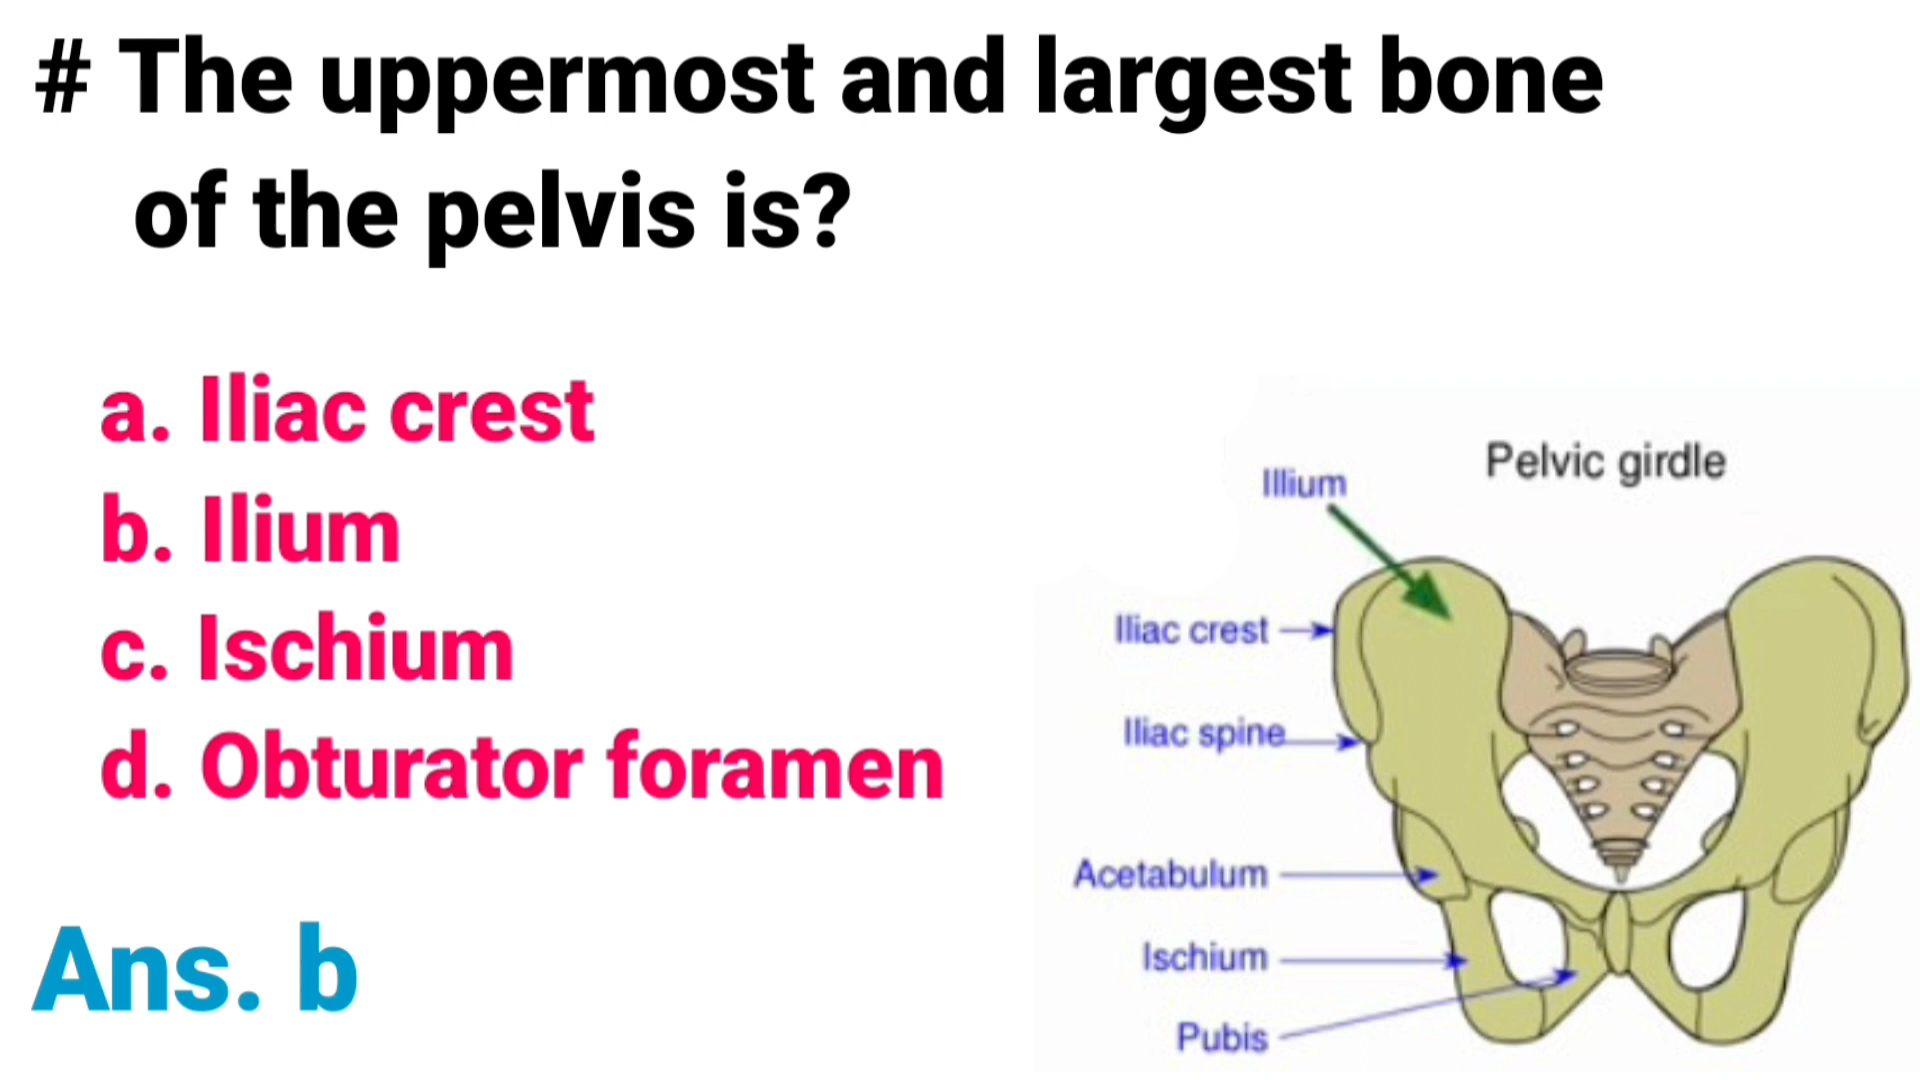 # The uppermost and largest bone
of the pelvis is?
a. Iliac crest
b. Ilium
c. Ischium
d. Obturator foramen
Ans. b
Pelvic girdle
Illium
Iliac crest
Iliac spine
Acetabulum
Ischium
Pubis